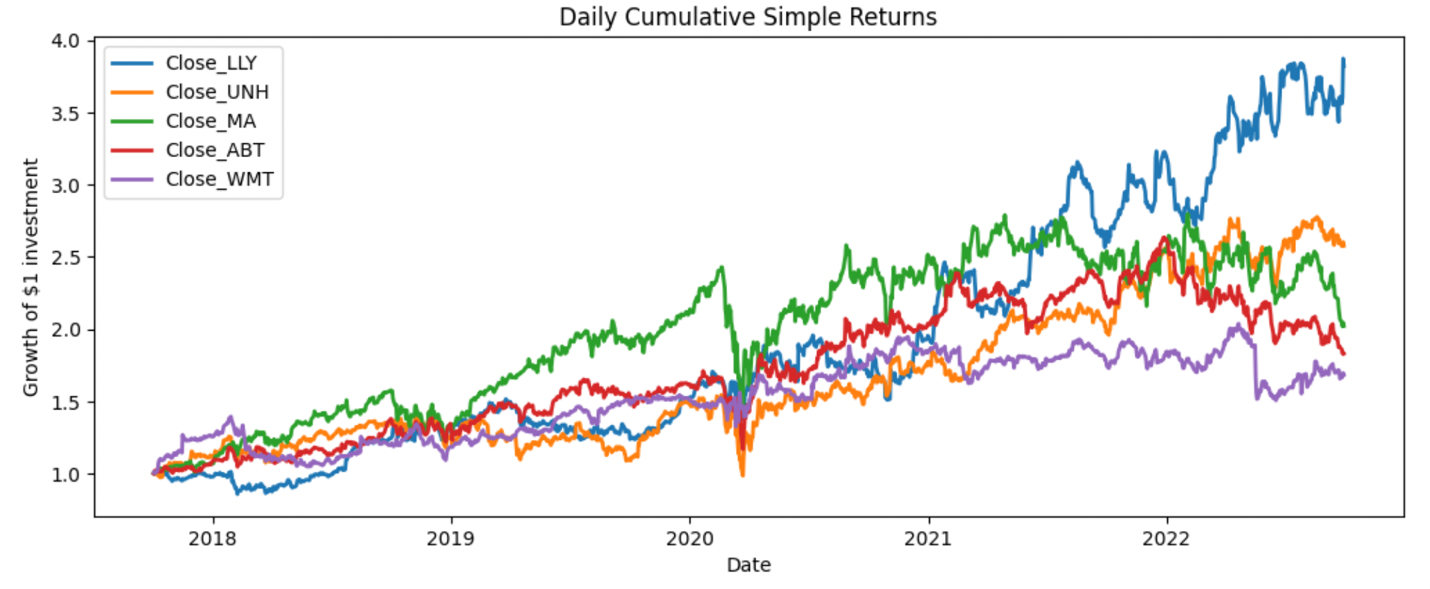 Daily Cumulative Simple Returns
4.0
3.5
3.0
2.5
2.0
1.5
1.0
Growth of $1 investment
Close_LLY
Close_UNH
Close_MA
Close_ABT
Close_WMT
2018 2019 2020 2021 2022
Date